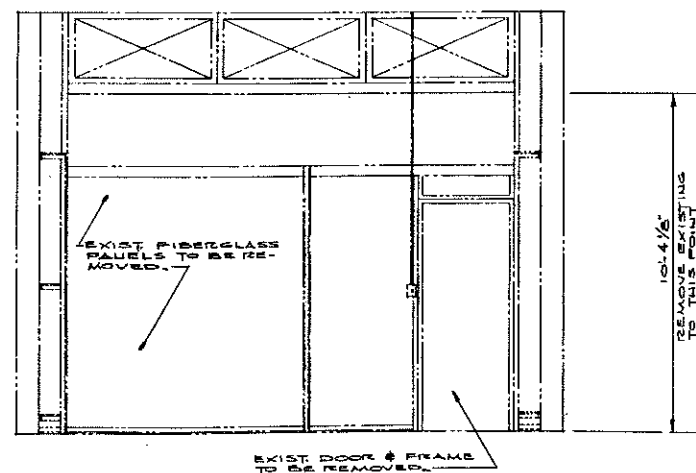 EXIST. FIBERGLASS
PANELS TO BE RE-
MOVED.
10'-4 1/8"
REMOVE EXISTING
TO THIS POINT
EXIST. DOOR & FRAME
TO BE REMOVED.